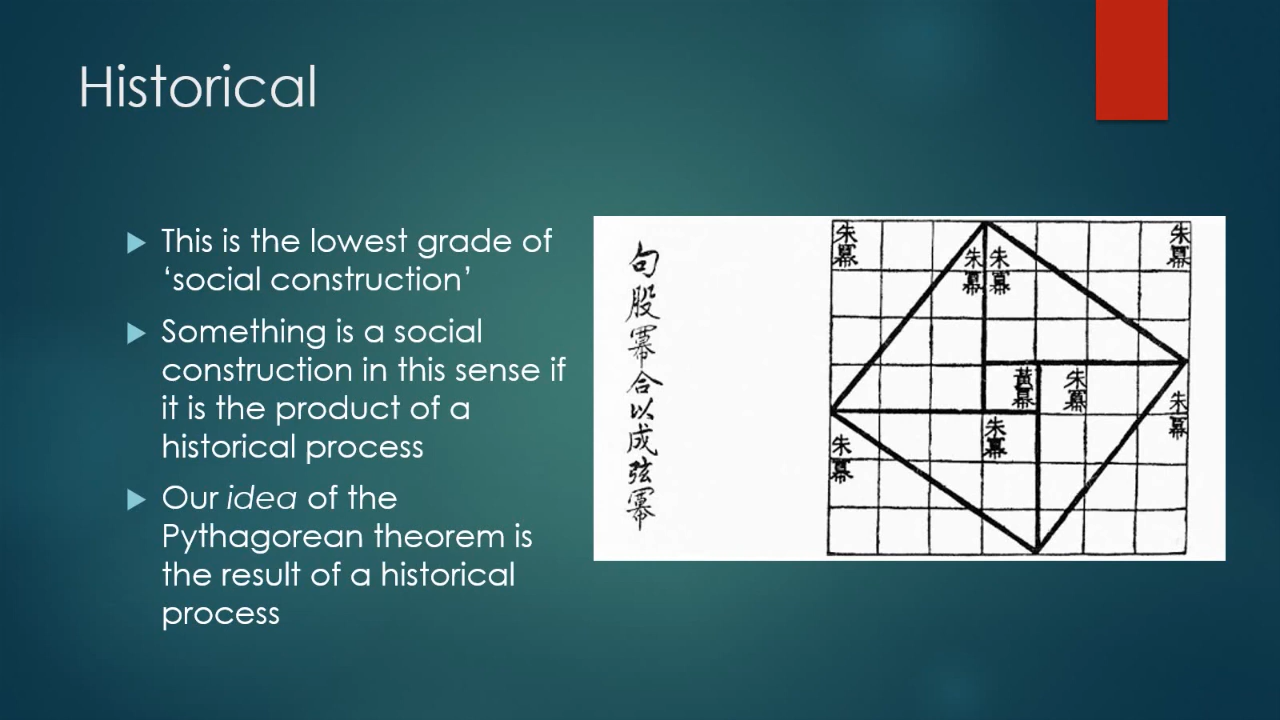 Historical
This is the lowest grade of
‘social construction’
Something is a social
construction in this sense if
it is the product of a
historical process
Our idea of the
Pythagorean theorem is
the result of a historical
process
句股冪合以成弦冪
朱冪
朱冪
朱冪
朱冪
黃冪
朱冪
朱冪
朱冪
朱冪